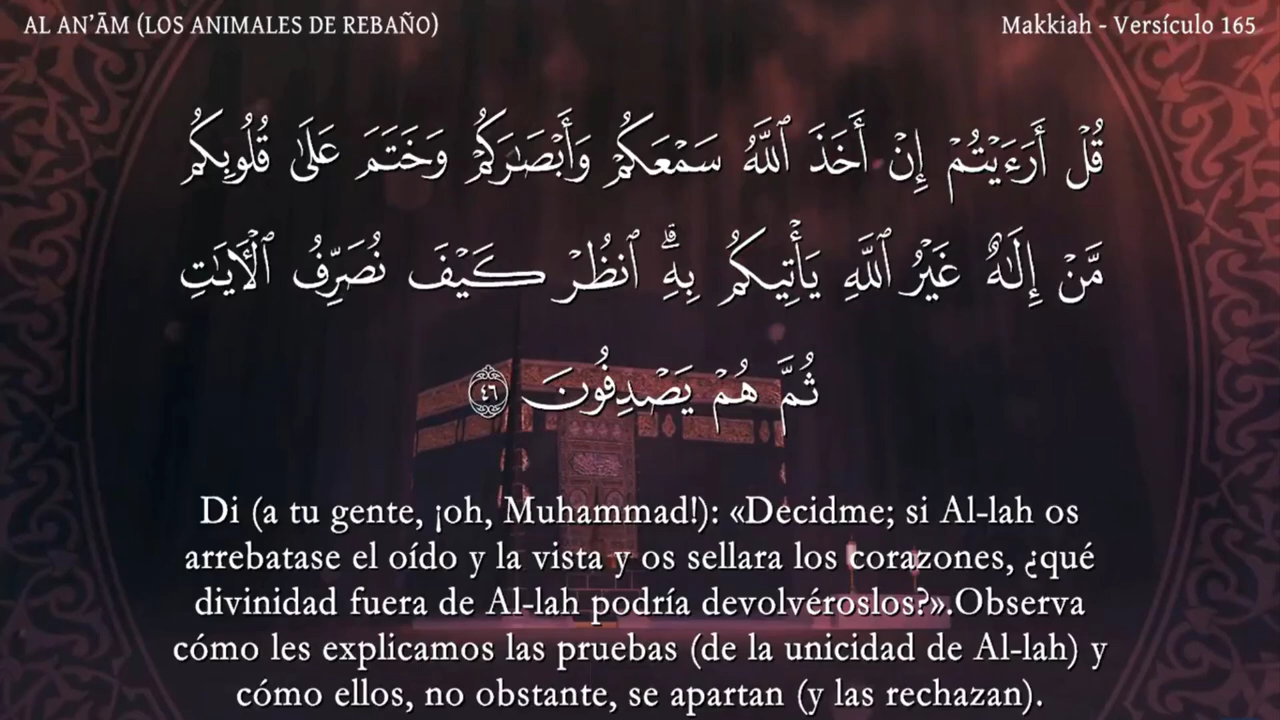 AL AN’ĀM (LOS ANIMALES DE REBAÑO)
Makkiah - Versículo 165
قُلْ أَرَءَيْتُمْ إِنْ أَخَذَ ٱللَّهُ سَمْعَكُمْ وَأَبْصَـٰرَكُمْ وَخَتَمَ عَلَىٰ قُلُوبِكُم
مَّنْ إِلَـٰهٌ غَيْرُ ٱللَّهِ يَأْتِيكُم بِهِ ۗ ٱنظُرْ كَيْفَ نُصَرِّفُ ٱلْـَٔايَـٰتِ
ثُمَّ هُمْ يَصْدِفُونَ ٤٦
Di (a tu gente, ¡oh, Muhammad!): «Decidme; si Al-lah os
arrebatase el oído y la vista y os sellara los corazones, ¿qué
divinidad fuera de Al-lah podría devolvéroslos?».Observa
cómo les explicamos las pruebas (de la unicidad de Al-lah) y
cómo ellos, no obstante, se apartan (y las rechazan).